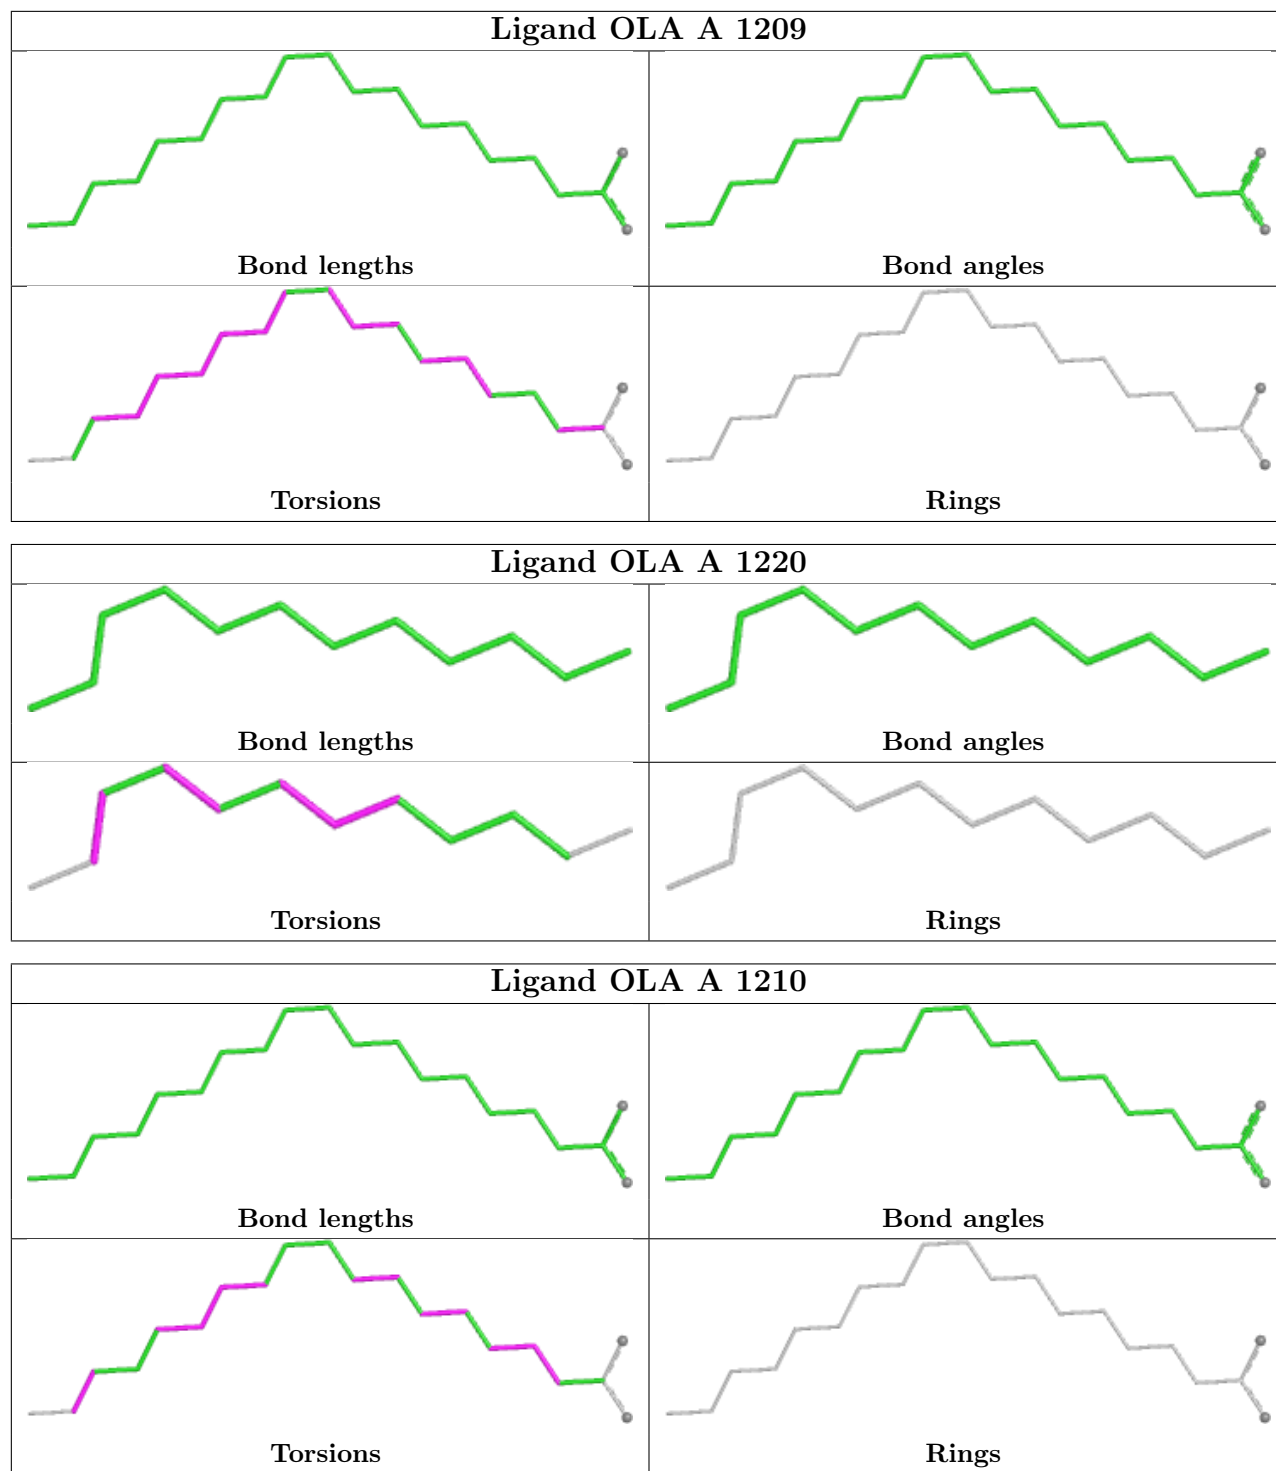 Ligand OLA A 1209
Bond lengths
Bond angles
Torsions
Rings
Ligand OLA A 1220
Bond lengths
Bond angles
Torsions
Rings
Ligand OLA A 1210
Bond lengths
Bond angles
Torsions
Rings